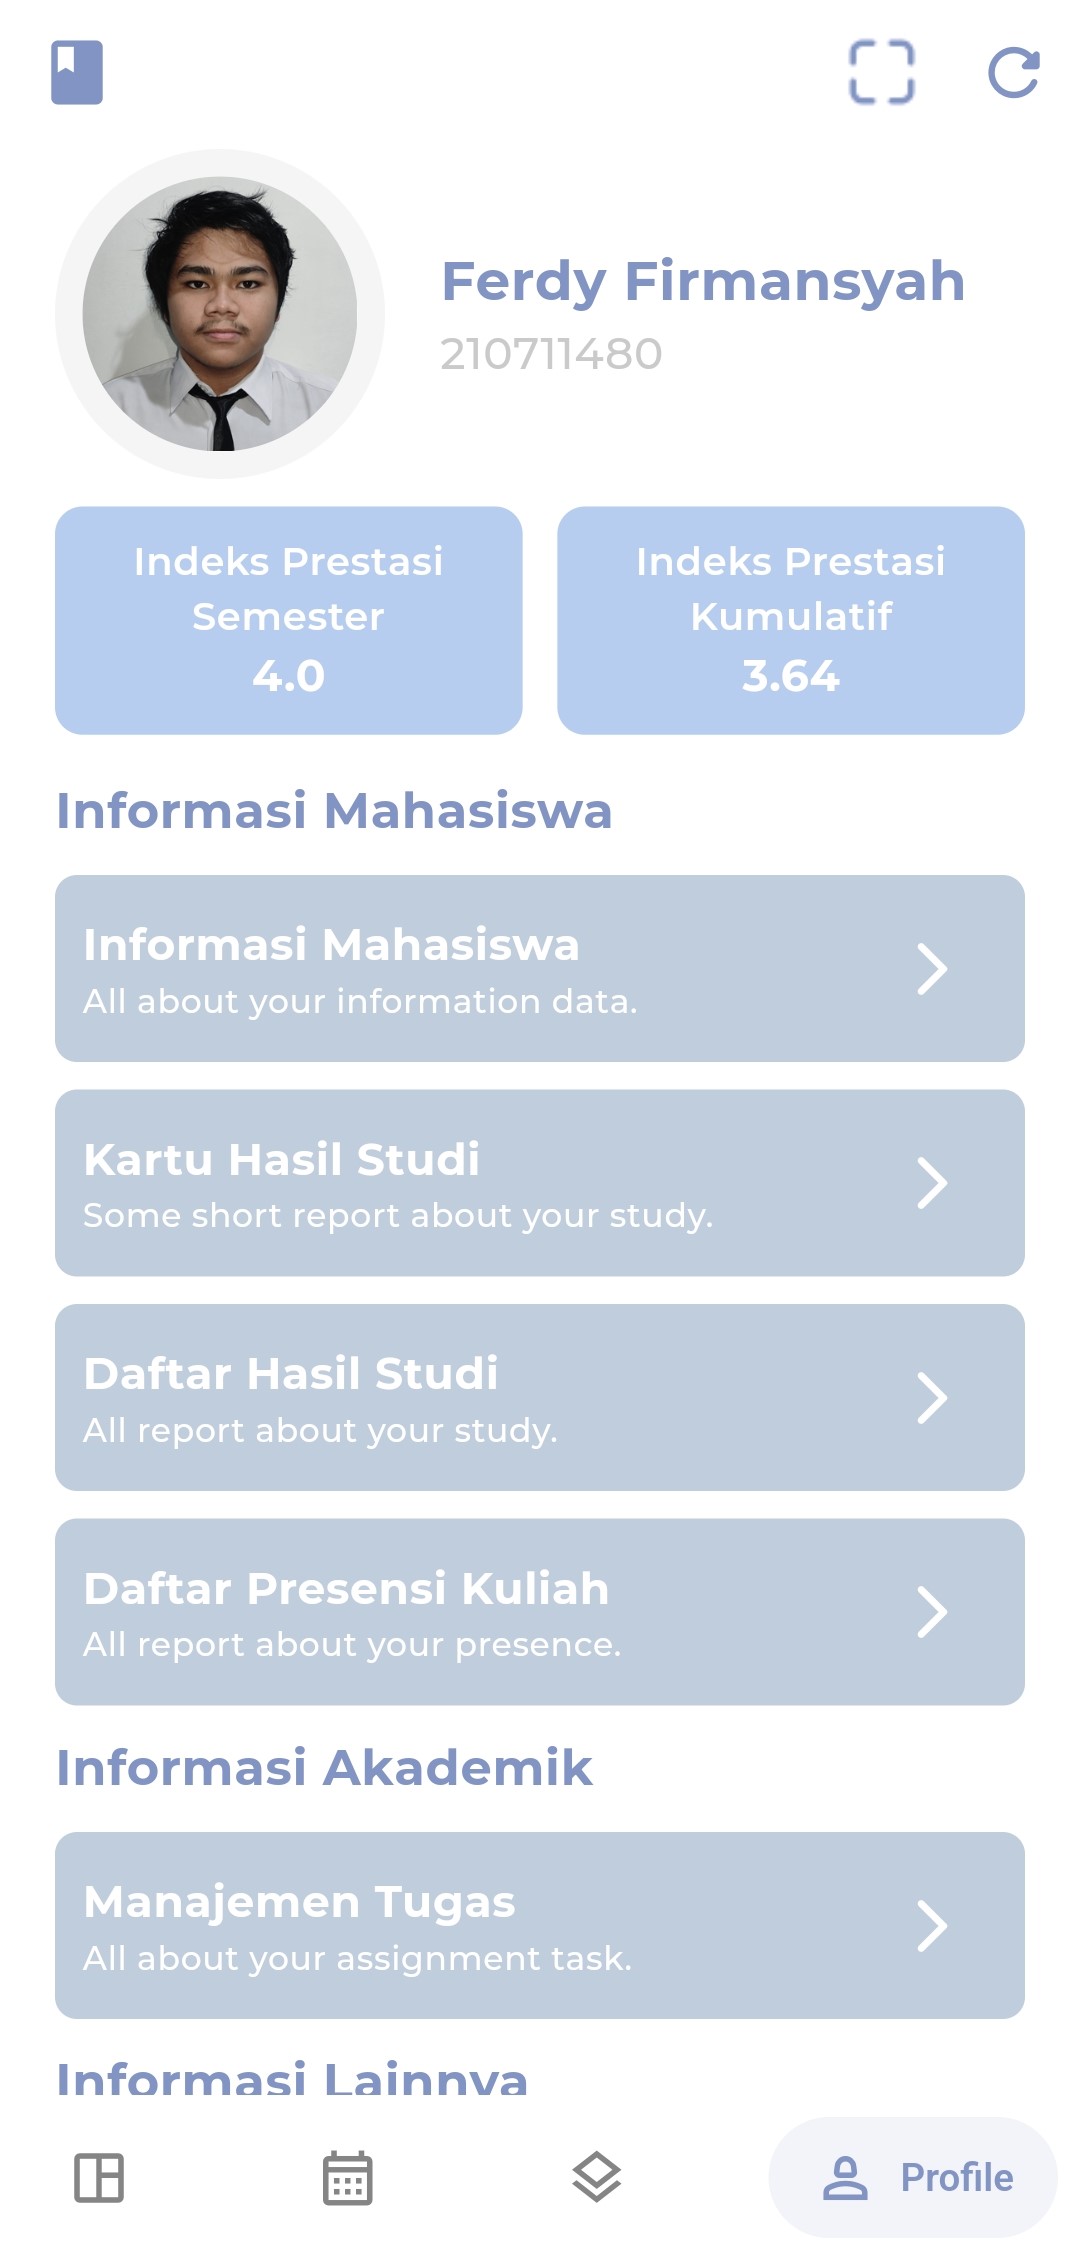 Ferdy Firmansyah
210711480
Indeks Prestasi
Semester
4.0
Indeks Prestasi
Kumulatif
3.64
Informasi Mahasiswa
Informasi Mahasiswa
All about your information data.
Kartu Hasil Studi
Some short report about your study.
Daftar Hasil Studi
All report about your study.
Daftar Presensi Kuliah
All report about your presence.
Informasi Akademik
Manajemen Tugas
All about your assignment task.
Informasi Lainnya
Profile